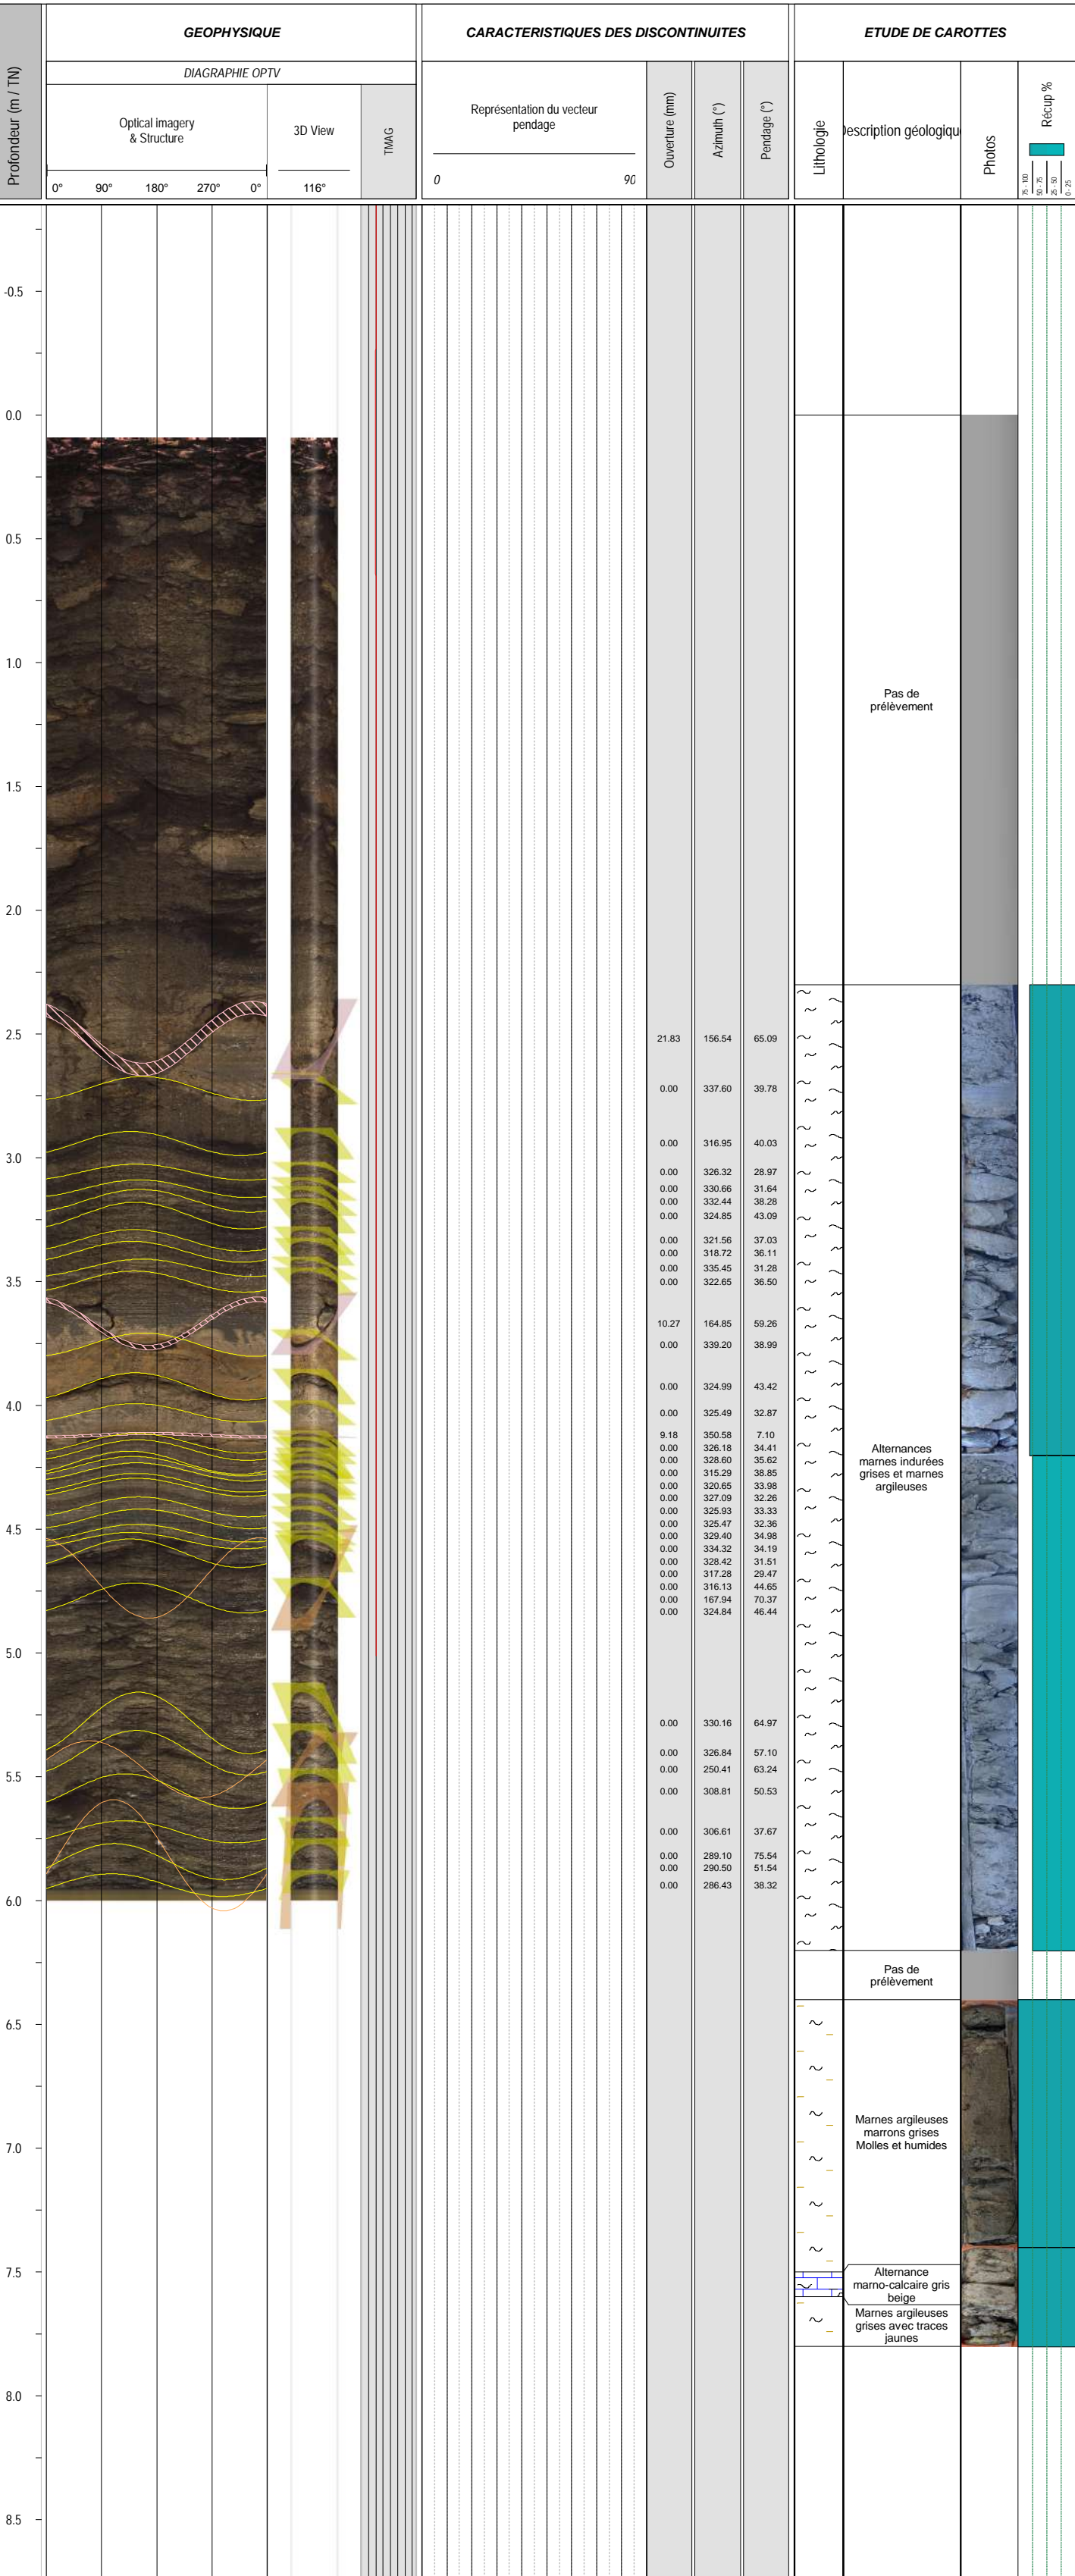 GEOPHYSIQUE
CARACTERISTIQUES DES DISCONTINUITES
ETUDE DE CAROTTES
Profondeur (m / TN)
DIAGRAPHIE OPTV
Optical imagery
& Structure
0° 90° 180° 270° 0°
3D View
116°
TMAG
Représentation du vecteur
pendage
0 90
Ouverture (mm)
Azimuth (°)
Pendage (°)
Lithologie
Description géologiqu
Photos
Récup %
75 - 100
50 - 75
25 - 50
0 - 25
-0.5
0.0
0.5
1.0
Pas de
prélèvement
1.5
2.0
2.5
21.83 156.54 65.09
0.00 337.60 39.78
0.00 316.95 40.03
3.0
0.00 326.32 28.97
0.00 330.66 31.64
0.00 332.44 38.28
0.00 324.85 43.09
0.00 321.56 37.03
0.00 318.72 36.11
0.00 335.45 31.28
3.5
0.00 322.65 36.50
10.27 164.85 59.26
0.00 339.20 38.99
0.00 324.99 43.42
4.0
0.00 325.49 32.87
9.18 350.58 7.10
0.00 326.18 34.41
0.00 328.60 35.62
0.00 315.29 38.85
0.00 320.65 33.98
0.00 327.09 32.26
0.00 325.93 33.33
0.00 325.47 32.36
0.00 329.40 34.98
0.00 334.32 34.19
0.00 328.42 31.51
0.00 317.28 29.47
0.00 316.13 44.65
0.00 167.94 70.37
0.00 324.84 46.44
Alternances
marnes indurées
grises et marnes
argileuses
4.5
5.0
0.00 330.16 64.97
0.00 326.84 57.10
0.00 250.41 63.24
5.5
0.00 308.81 50.53
0.00 306.61 37.67
0.00 289.10 75.54
0.00 290.50 51.54
0.00 286.43 38.32
6.0
Pas de
prélèvement
6.5
Marnes argileuses
marrons grises
Molles et humides
7.0
7.5
Alternance
marno-calcaire gris
beige
Marnes argileuses
grises avec traces
jaunes
8.0
8.5